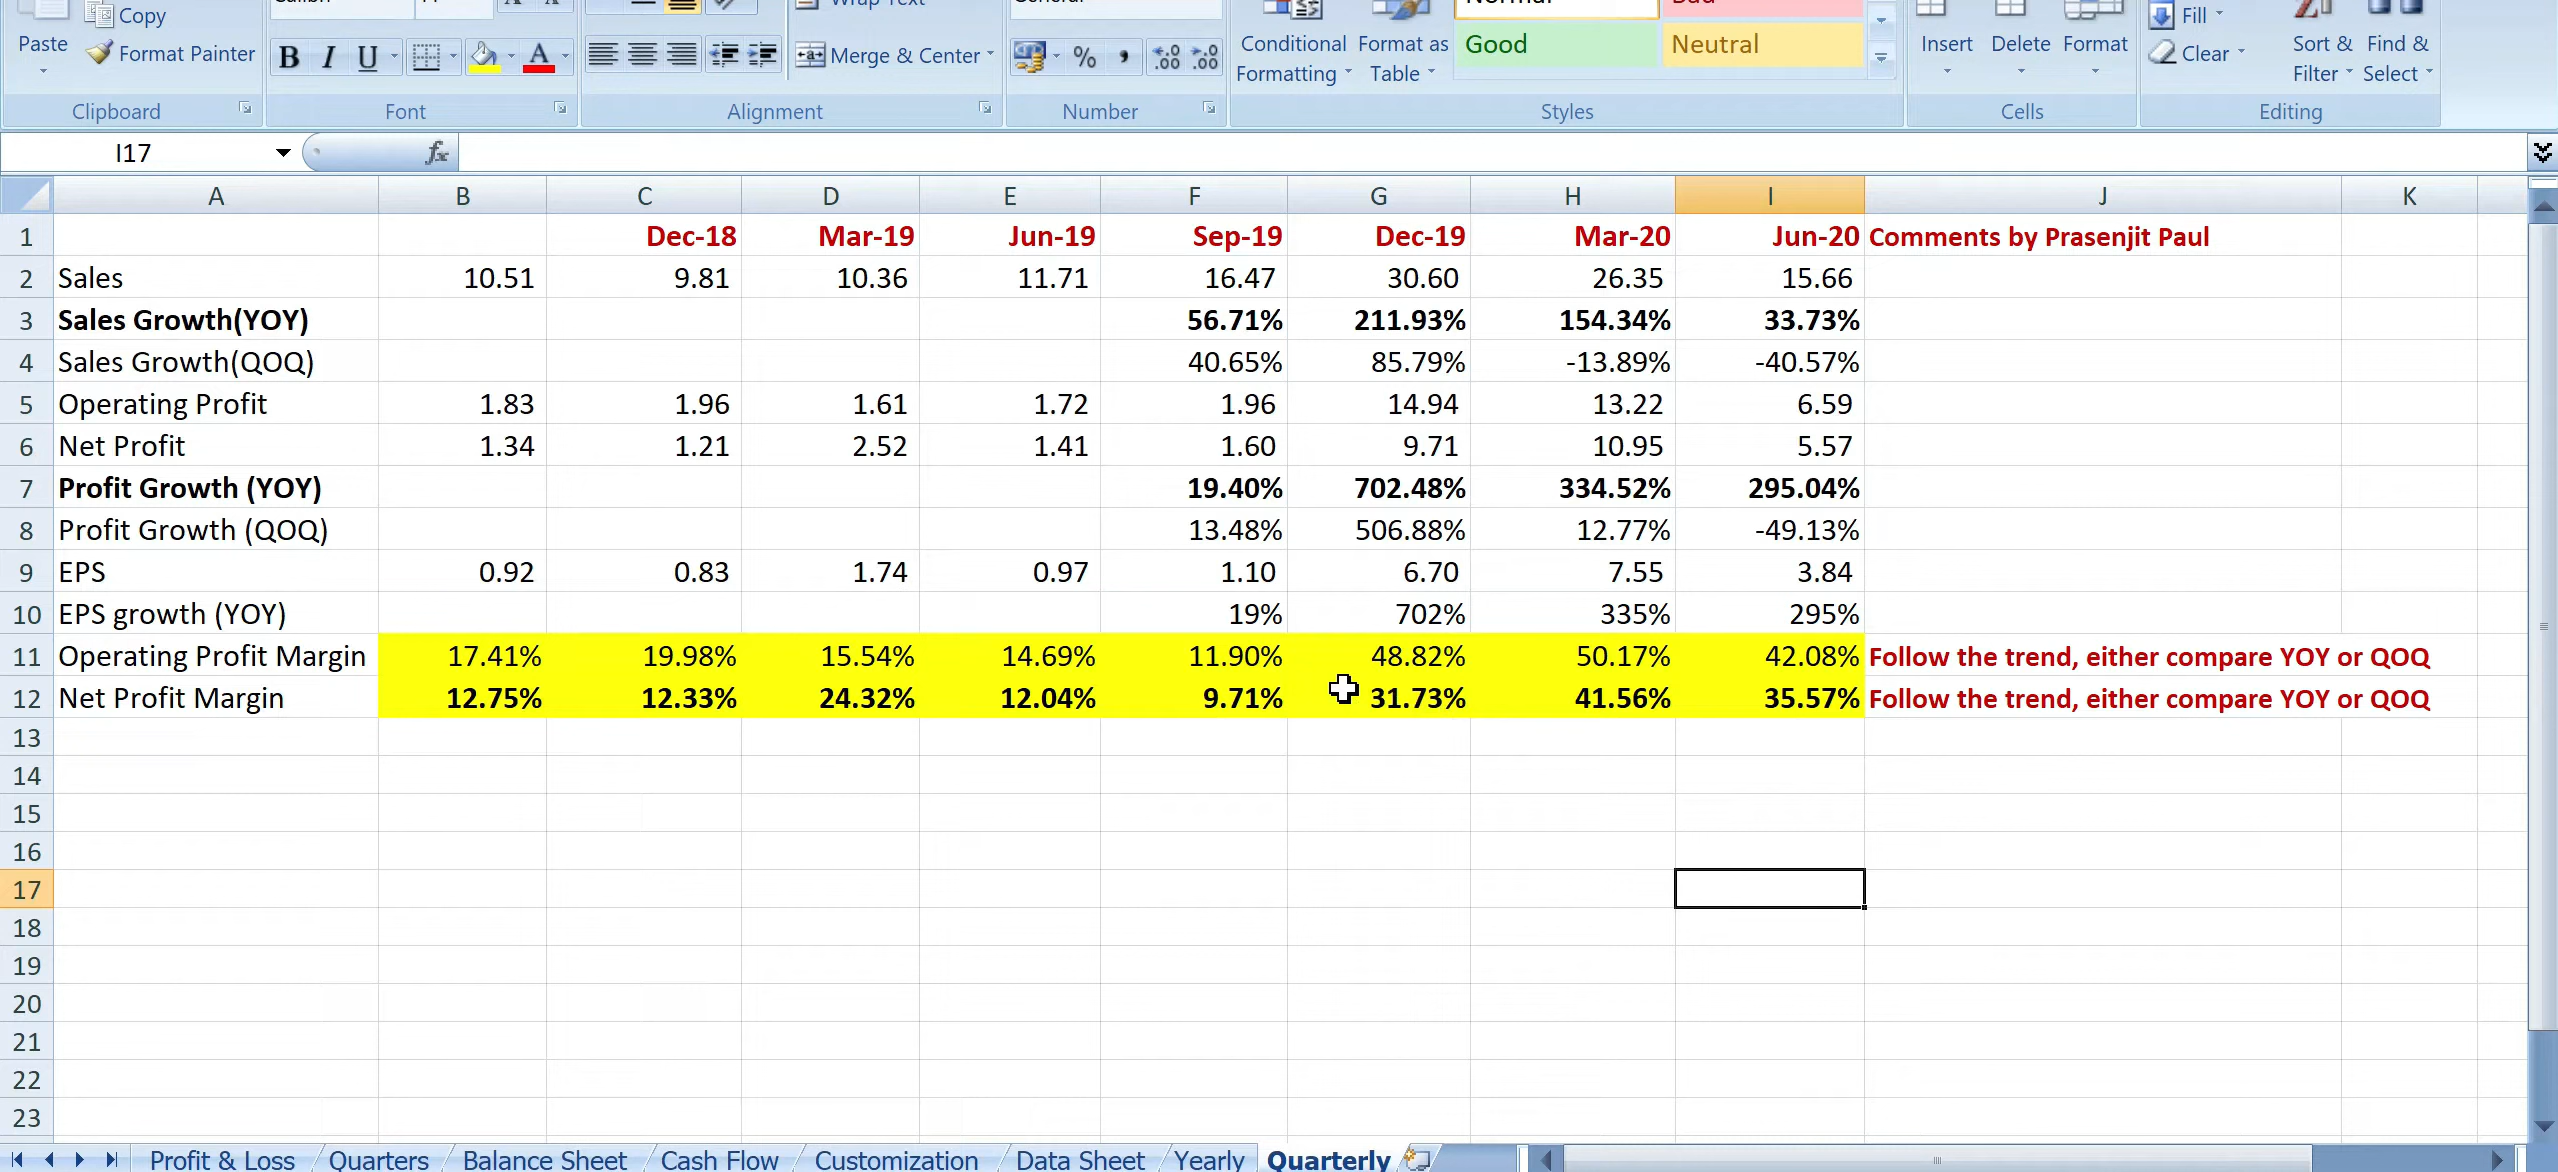 Copy
Paste
Format Painter
B I U
A
Merge & Center
%
Conditional Formatting
Format as Table
Good
Neutral
Insert
Delete
Format
Fill
Clear
Sort & Filter
Find & Select
Clipboard
Font
Alignment
Number
Styles
Cells
Editing
I17
fx
A B C D E F G H I J K
1 Dec-18 Mar-19 Jun-19 Sep-19 Dec-19 Mar-20 Jun-20 Comments by Prasenjit Paul
2 Sales 10.51 9.81 10.36 11.71 16.47 30.60 26.35 15.66
3 Sales Growth(YOY) 56.71% 211.93% 154.34% 33.73%
4 Sales Growth(QOQ) 40.65% 85.79% -13.89% -40.57%
5 Operating Profit 1.83 1.96 1.61 1.72 1.96 14.94 13.22 6.59
6 Net Profit 1.34 1.21 2.52 1.41 1.60 9.71 10.95 5.57
7 Profit Growth (YOY) 19.40% 702.48% 334.52% 295.04%
8 Profit Growth (QOQ) 13.48% 506.88% 12.77% -49.13%
9 EPS 0.92 0.83 1.74 0.97 1.10 6.70 7.55 3.84
10 EPS growth (YOY) 19% 702% 335% 295%
11 Operating Profit Margin 17.41% 19.98% 15.54% 14.69% 11.90% 48.82% 50.17% 42.08% Follow the trend, either compare YOY or QOQ
12 Net Profit Margin 12.75% 12.33% 24.32% 12.04% 9.71% 31.73% 41.56% 35.57% Follow the trend, either compare YOY or QOQ
13
14
15
16
17
18
19
20
21
22
23
Profit & Loss Quarters Balance Sheet Cash Flow Customization Data Sheet Yearly Quarterly